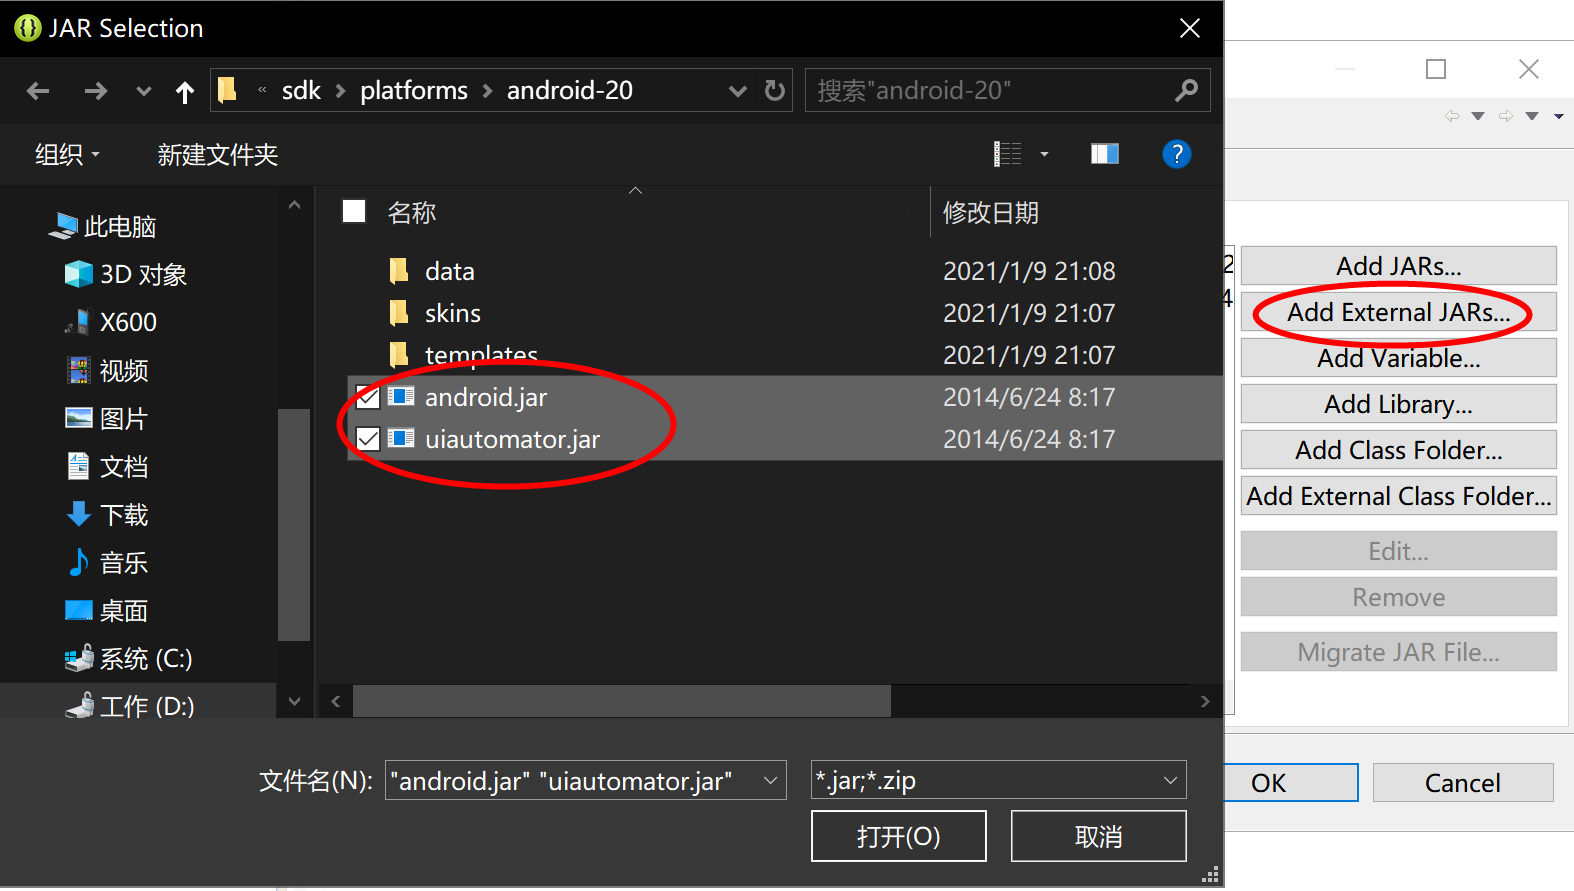 JAR Selection
« sdk > platforms > android-20
搜索"android-20"
组织
新建文件夹
?
名称
修改日期
此电脑
3D 对象
X600
视频
图片
文档
下载
音乐
桌面
系统 (C:)
工作 (D:)
data 2021/1/9 21:08
skins 2021/1/9 21:07
templates 2021/1/9 21:07
android.jar 2014/6/24 8:17
uiautomator.jar 2014/6/24 8:17
文件名(N):
"android.jar" "uiautomator.jar"
*.jar;*.zip
打开(O)
取消
2
4
Add JARs...
Add External JARs...
Add Variable...
Add Library...
Add Class Folder...
Add External Class Folder...
Edit...
Remove
Migrate JAR File...
OK
Cancel